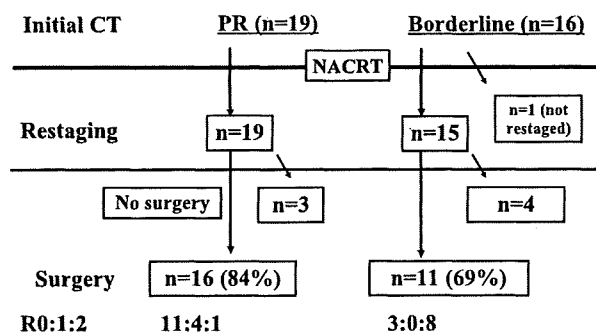 Initial CT PR (n=19) Borderline (n=16)
NACRT
n=1 (not
restaged)
Restaging n=19 n=15
No surgery n=3 n=4
Surgery n=16 (84%) n=11 (69%)
R0:1:2 11:4:1 3:0:8